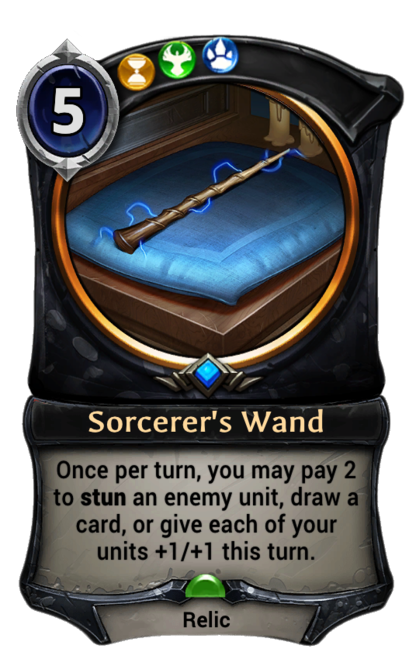 5
Sorcerer's Wand
Once per turn, you may pay 2
to stun an enemy unit, draw a
card, or give each of your
units +1/+1 this turn.
Relic